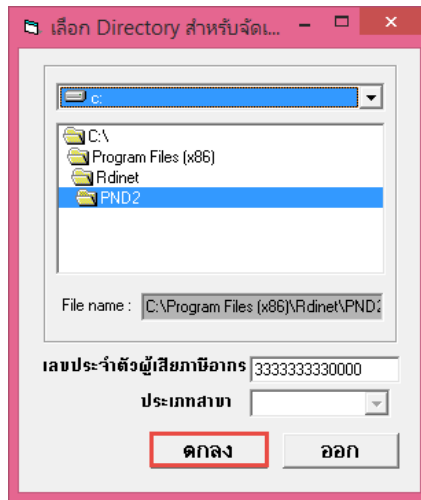 เลือก Directory สำหรับจัดเ...
c:
C:\
Program Files (x86)
Rdinet
PND2
File name : C:\Program Files (x86)\Rdinet\PND2
เลขประจำตัวผู้เสียภาษีอากร 3333333330000
ประเภทสาขา
ตกลง ออก